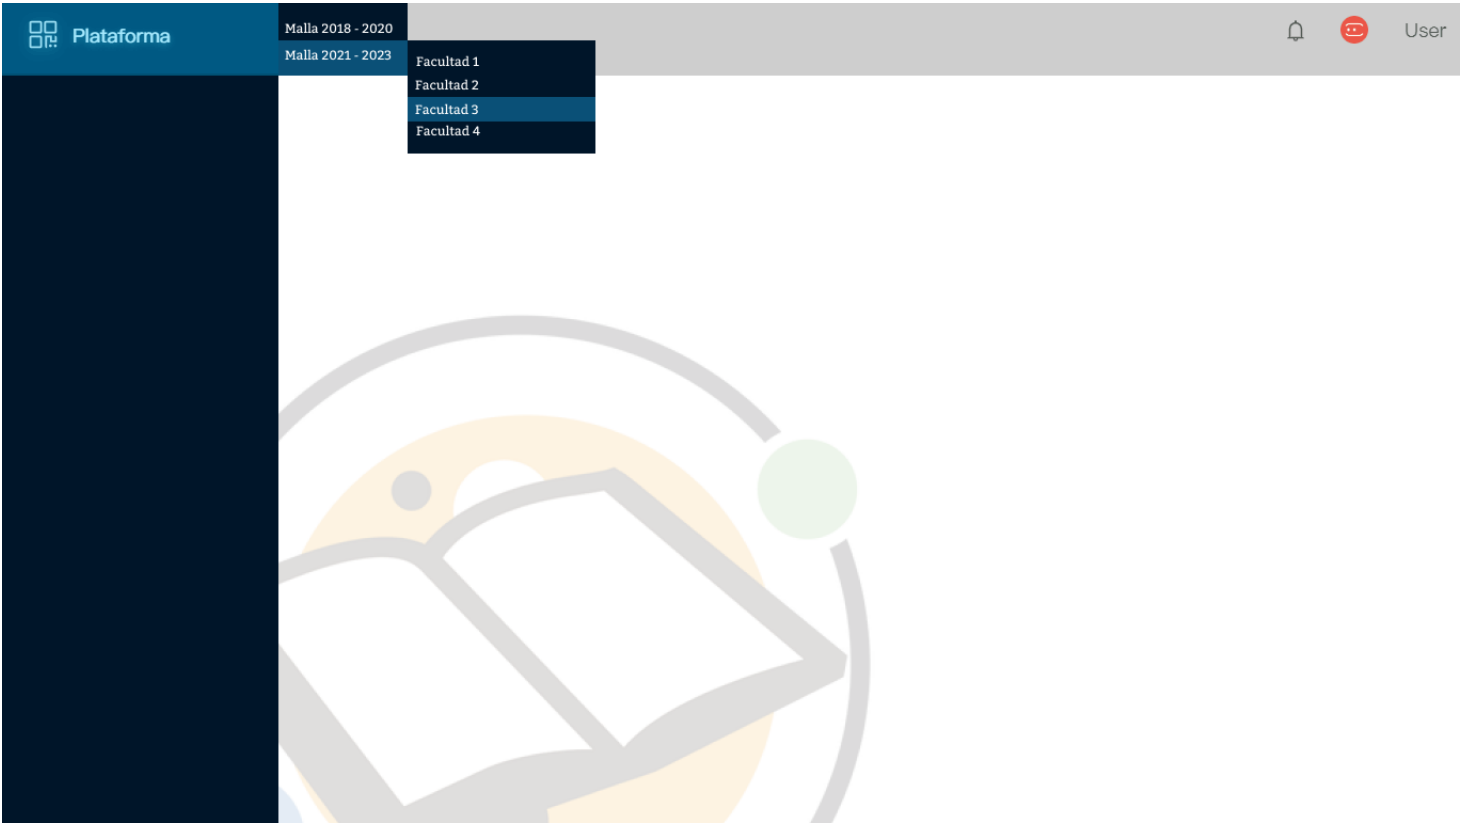 Plataforma
Malla 2018 - 2020
Malla 2021 - 2023
Facultad 1
Facultad 2
Facultad 3
Facultad 4
User